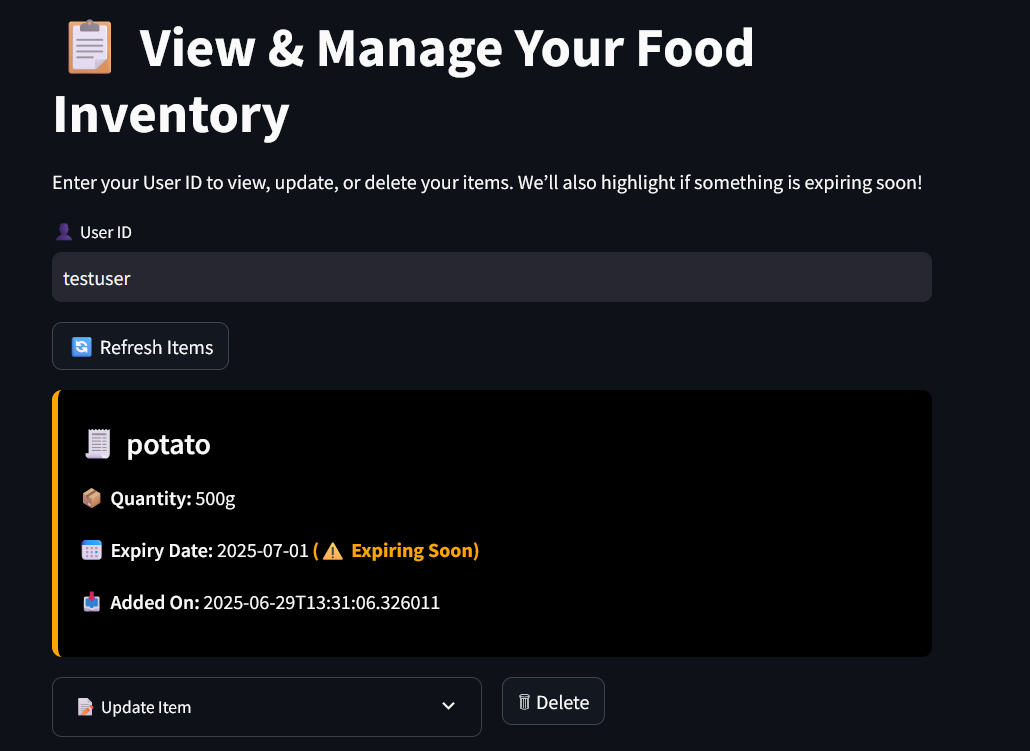 View & Manage Your Food
Inventory
Enter your User ID to view, update, or delete your items. We’ll also highlight if something is expiring soon!
User ID
testuser
Refresh Items
potato
Quantity: 500g
Expiry Date: 2025-07-01 (⚠️ Expiring Soon)
Added On: 2025-06-29T13:31:06.326011
Update Item
Delete